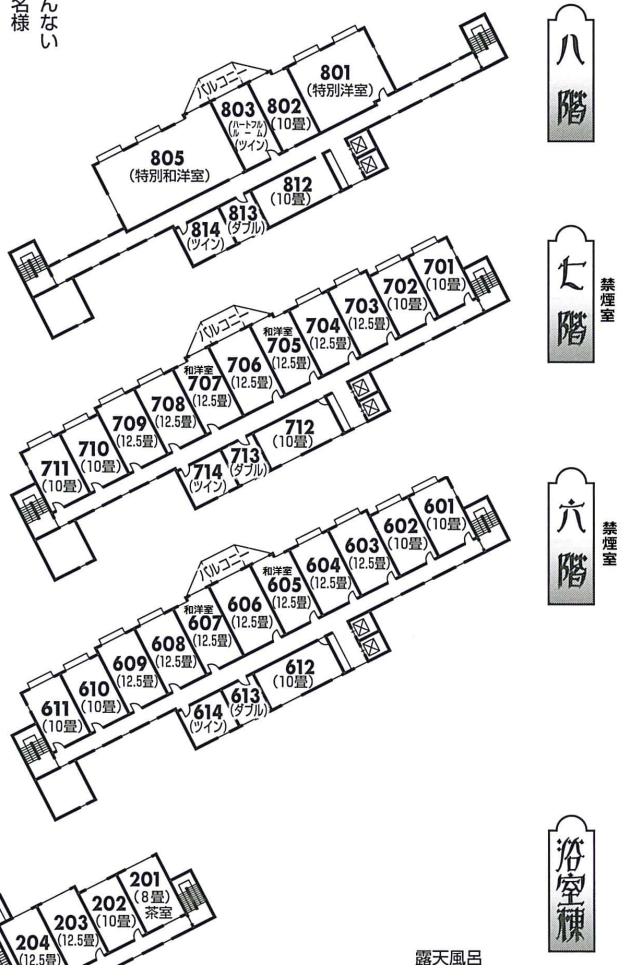 んない
名様
八階
バルコニー
801
(特別洋室)
802
(10畳)
803
(ハートフルルーム)
(ツイン)
805
(特別和洋室)
812
(10畳)
813
(ダブル)
814
(ツイン)
七階
禁煙室
バルコニー
701
(10畳)
702
(10畳)
703
(12.5畳)
704
(12.5畳)
和洋室
705
(12.5畳)
706
(12.5畳)
和洋室
707
(12.5畳)
708
(12.5畳)
709
(12.5畳)
710
(10畳)
711
(10畳)
712
(10畳)
713
(ダブル)
714
(ツイン)
六階
禁煙室
バルコニー
601
(10畳)
602
(10畳)
603
(12.5畳)
604
(12.5畳)
和洋室
605
(12.5畳)
606
(12.5畳)
和洋室
607
(12.5畳)
608
(12.5畳)
609
(12.5畳)
610
(10畳)
611
(10畳)
612
(10畳)
613
(ダブル)
614
(ツイン)
浴室棟
201
(8畳)
茶室
202
(10畳)
203
(12.5畳)
204
(12.5畳)
露天風呂